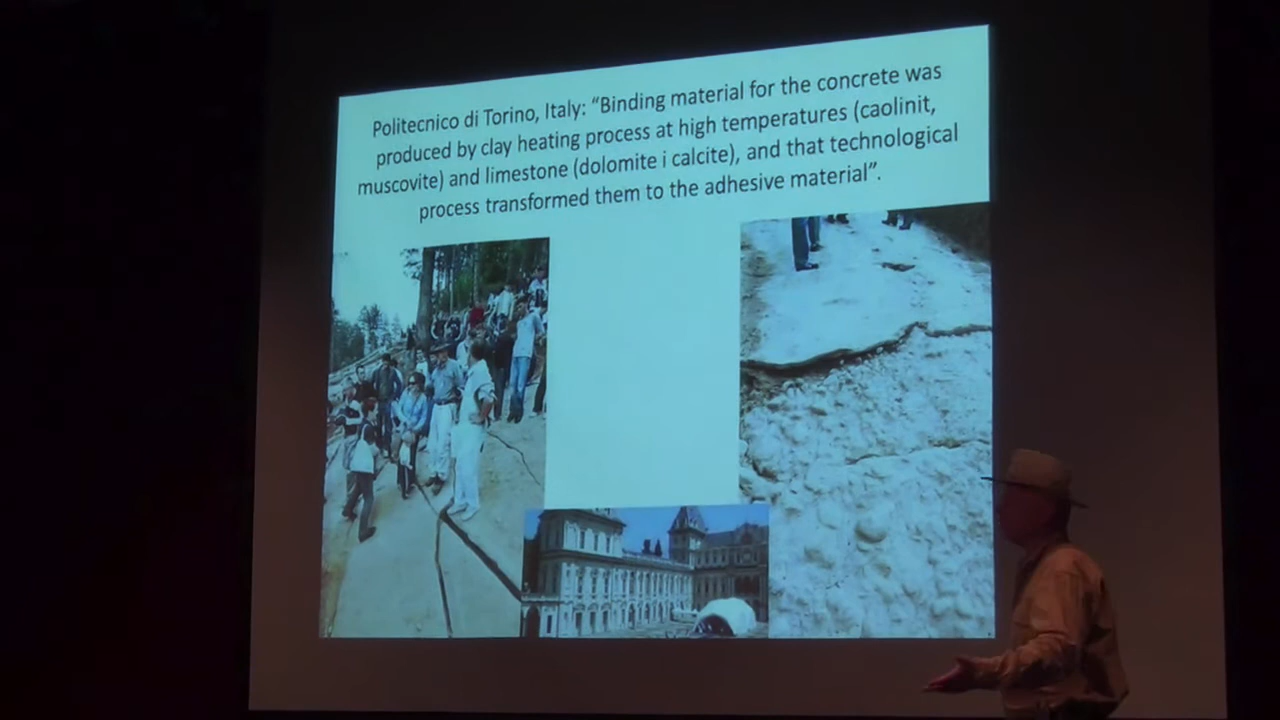 Politecnico di Torino, Italy: “Binding material for the concrete was
produced by clay heating process at high temperatures (caolinit,
muscovite) and limestone (dolomite i calcite), and that technological
process transformed them to the adhesive material”.